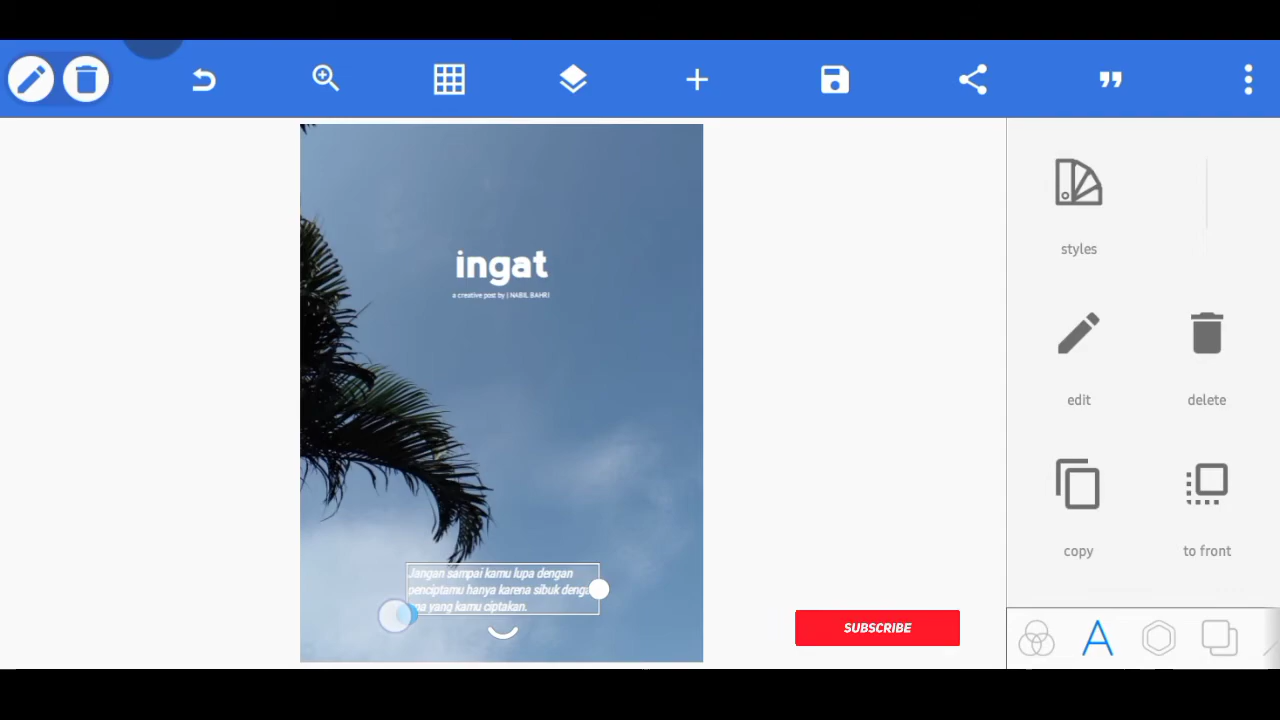 ingat
a creative post by | NABIL BAHRI
Jangan sampai kamu lupa dengan
penciptamu hanya karena sibuk
yang kamu ciptakan.
SUBSCRIBE
styles
edit
delete
copy
to front